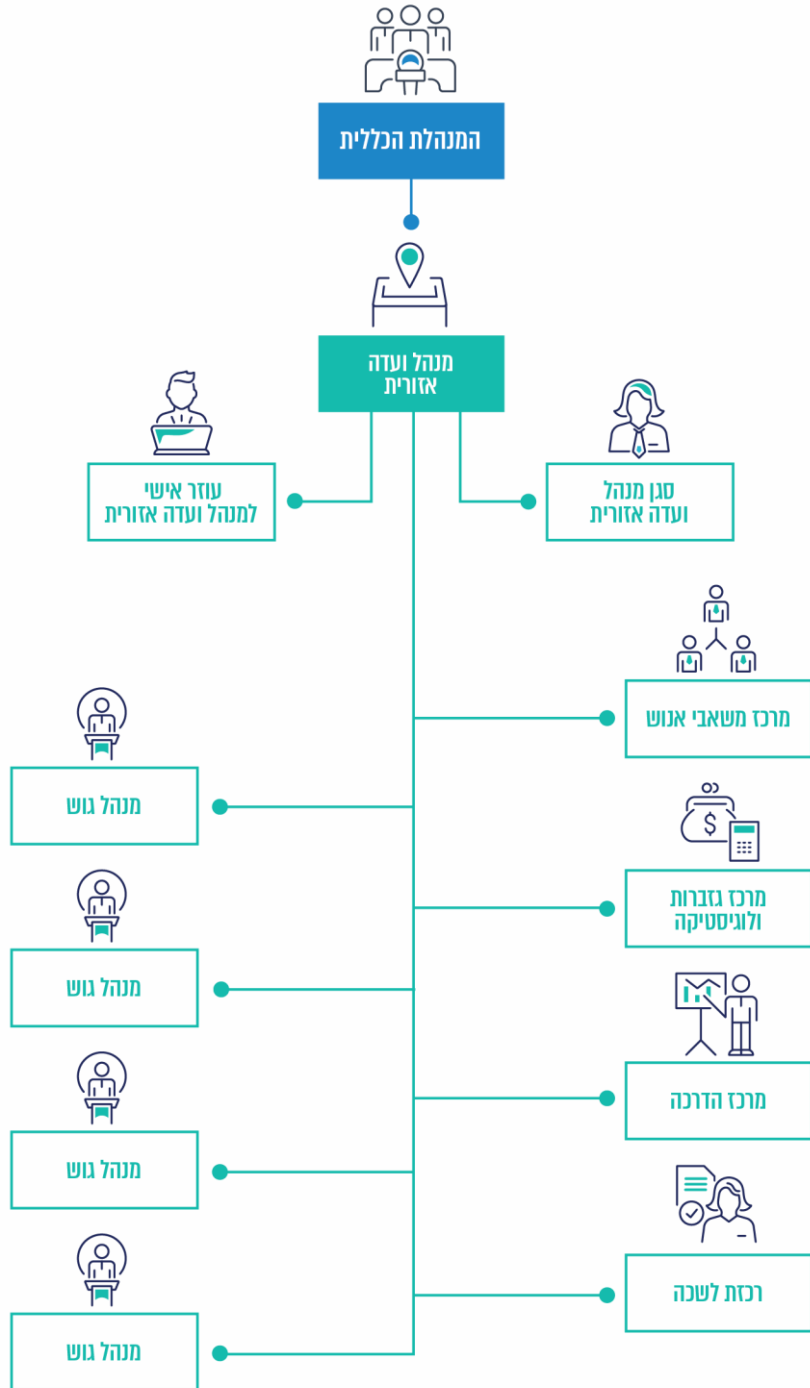 המנהלת הכללית
מנהל ועדה
אזורית
סגן מנהל
ועדה אזורית
עוזר אישי
למנהל ועדה אזורית
מרכז משאבי אנוש
מנהל גוש
מרכז גזברות
ולוגיסטיקה
$
מנהל גוש
מרכז הדרכה
מנהל גוש
רכזת לשכה
מנהל גוש